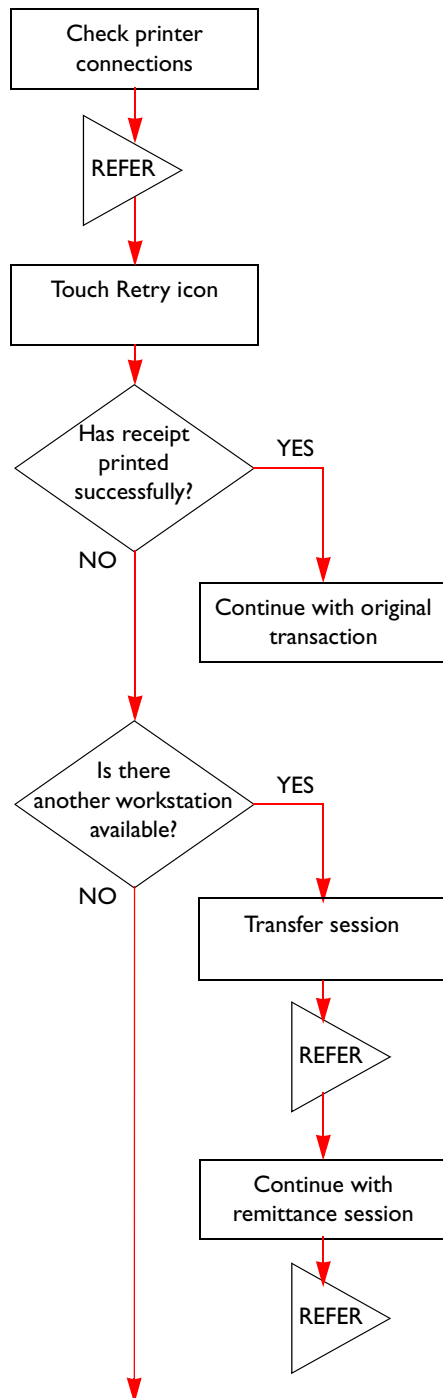 Check printer
connections
REFER
Touch Retry icon
Has receipt
printed
successfully?
YES
NO
Continue with original
transaction
Is there
another workstation
available?
YES
NO
Transfer session
REFER
Continue with
remittance session
REFER